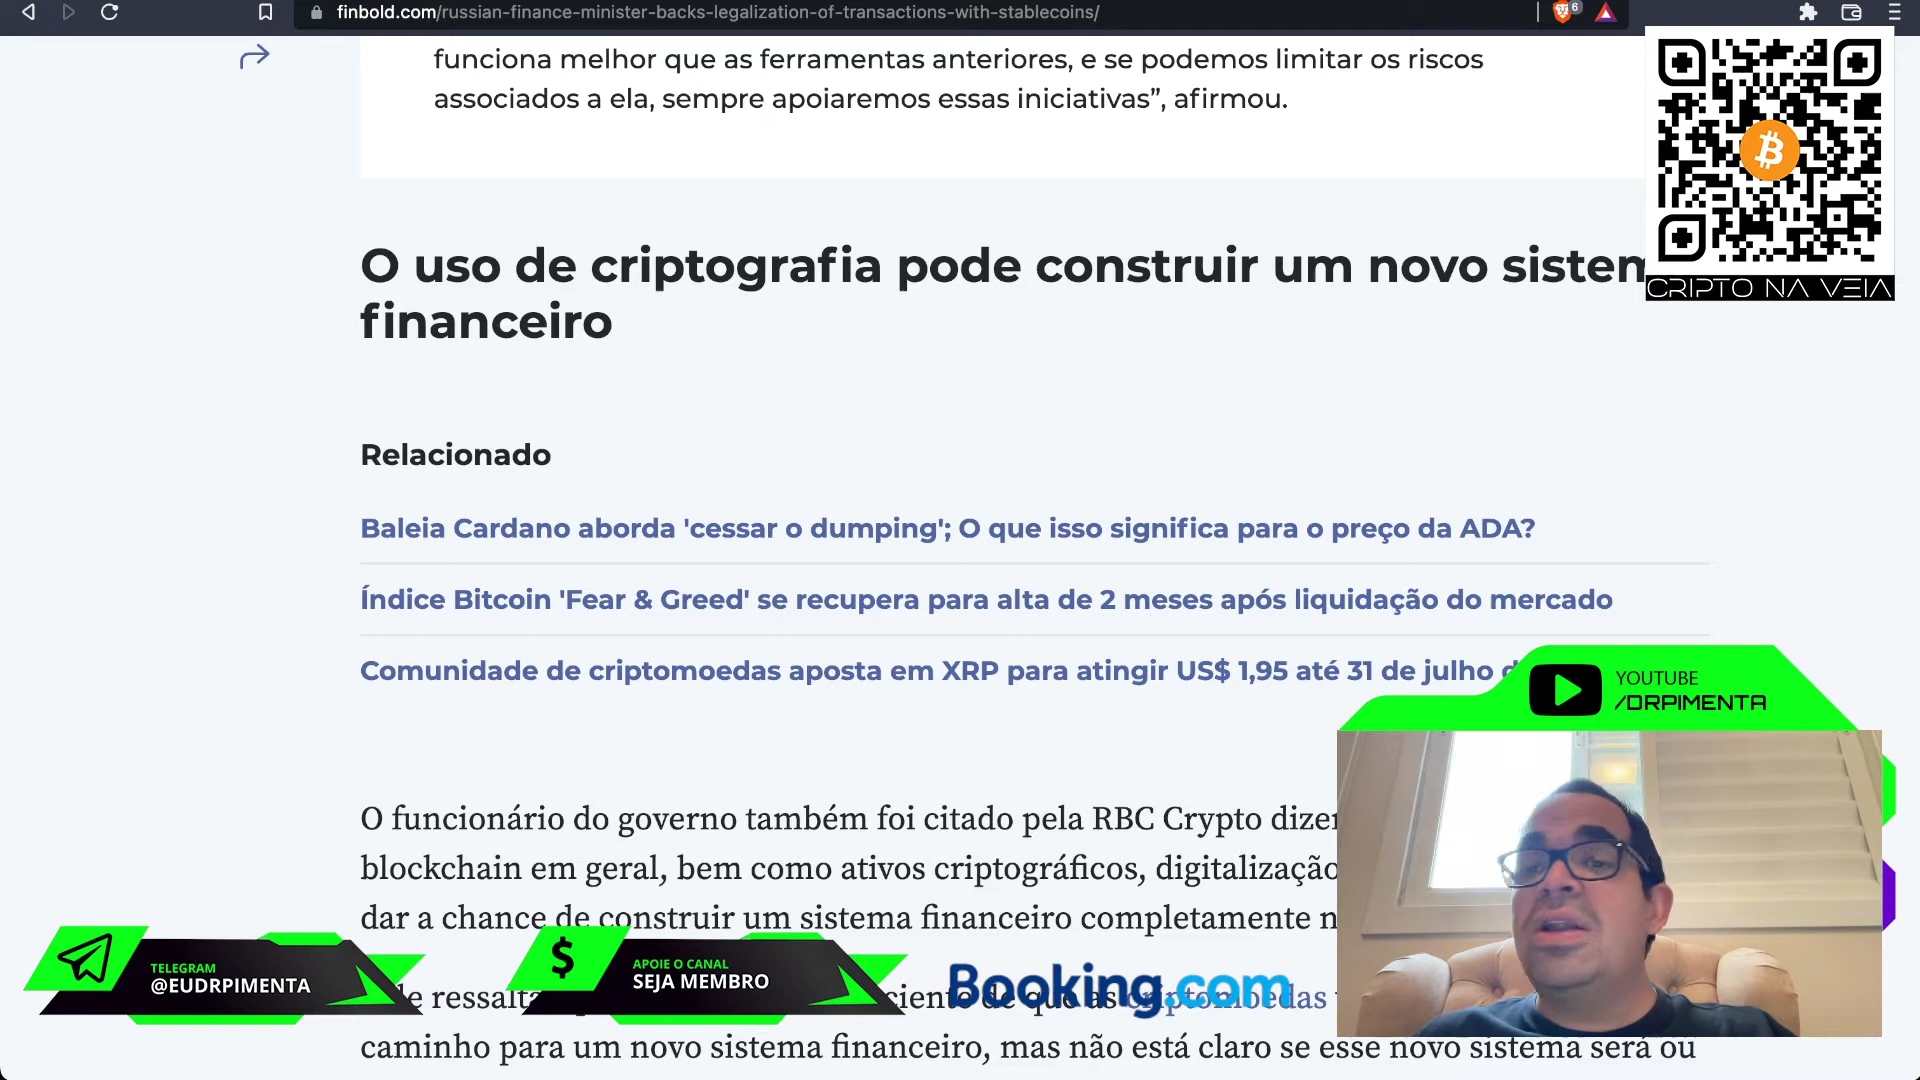 finbold.com/russian-finance-minister-backs-legalization-of-transactions-with-stablecoins/
6
funciona melhor que as ferramentas anteriores, e se podemos limitar os riscos
associados a ela, sempre apoiaremos essas iniciativas”, afirmou.
CRIPTO NA VEIA
O uso de criptografia pode construir um novo sistem
financeiro
Relacionado
Baleia Cardano aborda 'cessar o dumping'; O que isso significa para o preço da ADA?
Índice Bitcoin 'Fear & Greed' se recupera para alta de 2 meses após liquidação do mercado
Comunidade de criptomoedas aposta em XRP para atingir US$ 1,95 até 31 de julho
YOUTUBE
/DRPIMENTA
O funcionário do governo também foi citado pela RBC Crypto dizen
blockchain em geral, bem como ativos criptográficos, digitalização
dar a chance de construir um sistema financeiro completamente n
TELEGRAM
@EUDRPIMENTA
$
APOIE O CANAL
SEJA MEMBRO
Booking.com
le ressalt ciente de que as criptomoedas
caminho para um novo sistema financeiro, mas não está claro se esse novo sistema será ou